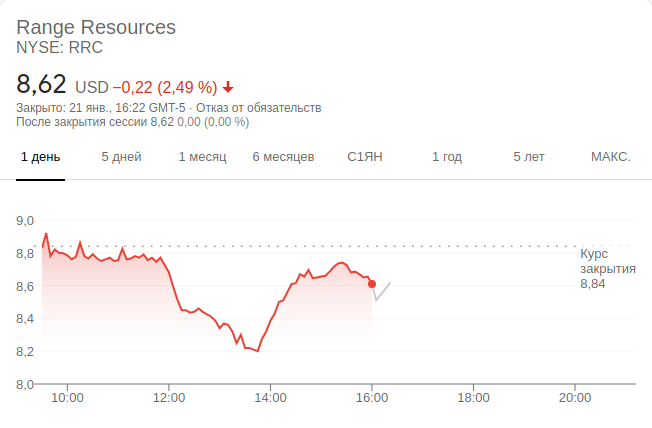 Range Resources
NYSE: RRC
8,62 USD −0,22 (2,49 %)
Закрыто: 21 янв., 16:22 GMT-5 · Отказ от обязательств
После закрытия сессии 8,62 0,00 (0,00 %)
1 день 5 дней 1 месяц 6 месяцев С1ЯН 1 год 5 лет МАКС.
9,0
8,8
8,6
8,4
8,2
8,0
Курс
закрытия
8,84
10:00 12:00 14:00 16:00 18:00 20:00